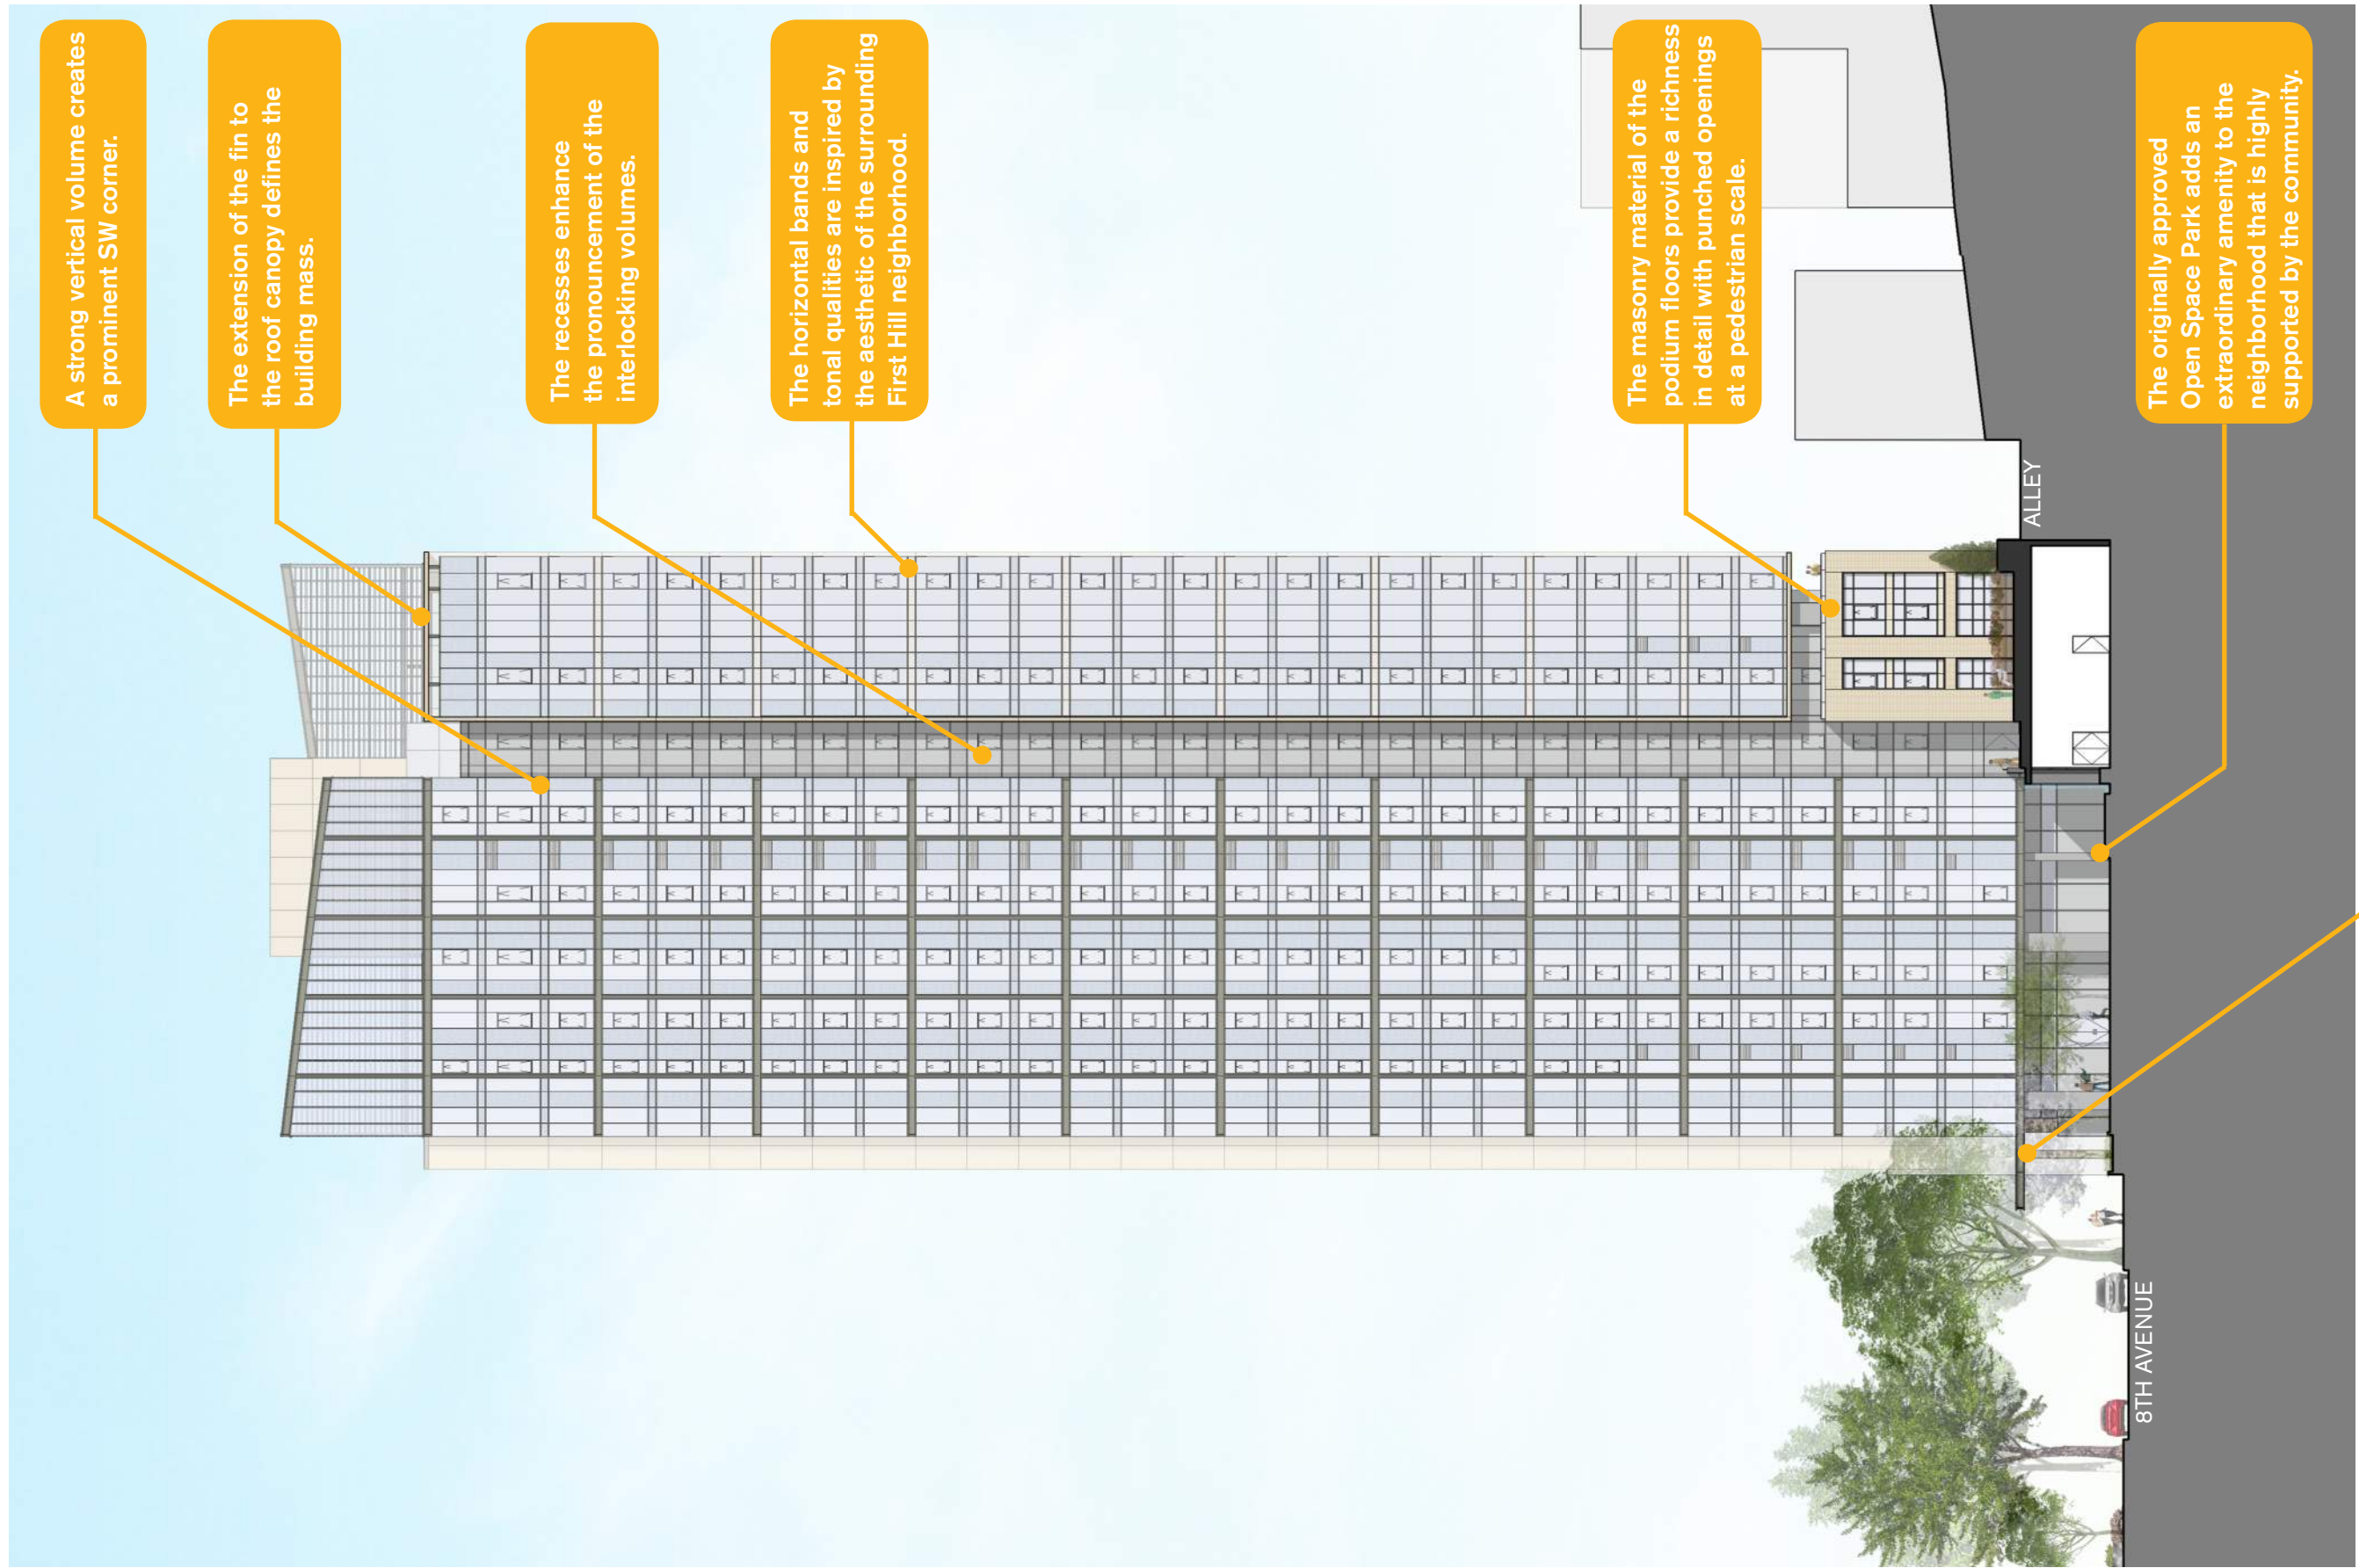 A strong vertical volume creates
a prominent SW corner.
The extension of the fin to
the roof canopy defines the
building mass.
The recesses enhance
the pronouncement of the
interlocking volumes.
The horizontal bands and
tonal qualities are inspired by
the aesthetic of the surrounding
First Hill neighborhood.
The masonry material of the
podium floors provide a richness
in detail with punched openings
at a pedestrian scale.
The originally approved
Open Space Park adds an
extraordinary amenity to the
neighborhood that is highly
supported by the community.
ALLEY
8TH AVENUE